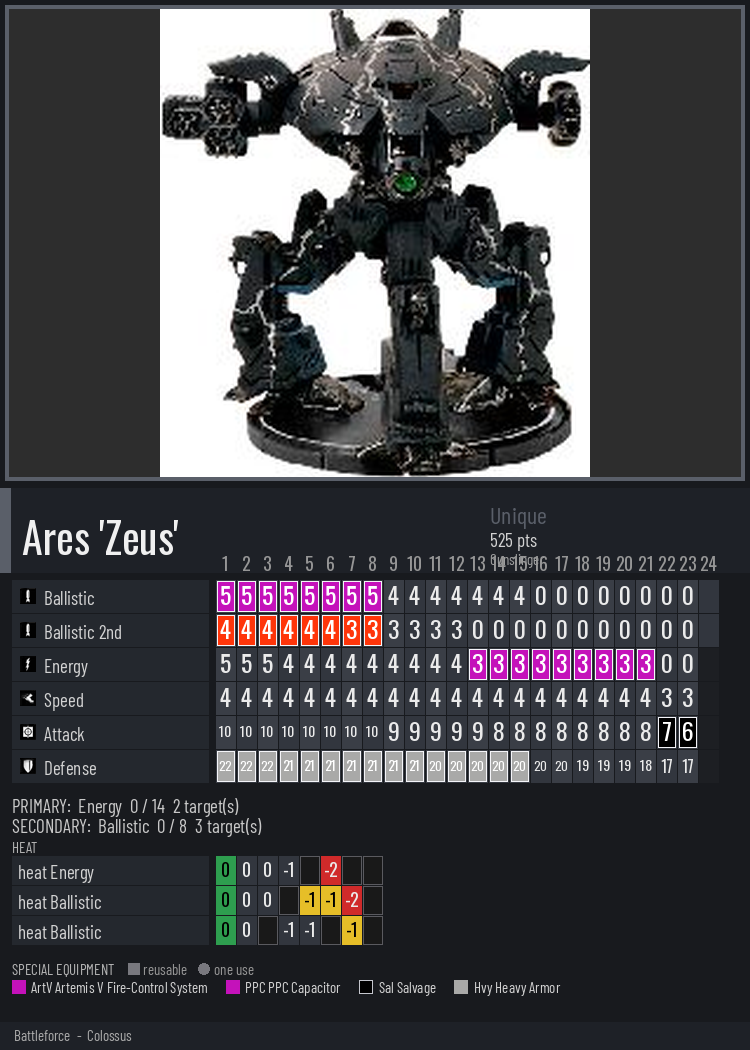 Unique
Ares 'Zeus'
525 pts
Gunslinger
1 2 3 4 5 6 7 8 9 10 11 12 13 14 15 16 17 18 19 20 21 22 23 24
Ballistic 5 5 5 5 5 5 5 5 4 4 4 4 4 4 4 0 0 0 0 0 0 0 0
Ballistic 2nd 4 4 4 4 4 4 3 3 3 3 3 3 0 0 0 0 0 0 0 0 0 0 0
Energy 5 5 5 4 4 4 4 4 4 4 4 4 3 3 3 3 3 3 3 3 3 0 0
Speed 4 4 4 4 4 4 4 4 4 4 4 4 4 4 4 4 4 4 4 4 4 3 3
Attack 10 10 10 10 10 10 10 10 9 9 9 9 9 8 8 8 8 8 8 8 8 7 6
Defense 22 22 22 21 21 21 21 21 21 21 20 20 20 20 20 20 20 19 19 19 18 17 17
PRIMARY: Energy 0 / 14 2 target(s)
SECONDARY: Ballistic 0 / 8 3 target(s)
HEAT
heat Energy 0 0 0 -1 -2
heat Ballistic 0 0 0 -1 -1 -2
heat Ballistic 0 0 -1 -1 -1
SPECIAL EQUIPMENT reusable one use
ArtV Artemis V Fire-Control System PPC PPC Capacitor Sal Salvage Hvy Heavy Armor
Battleforce - Colossus